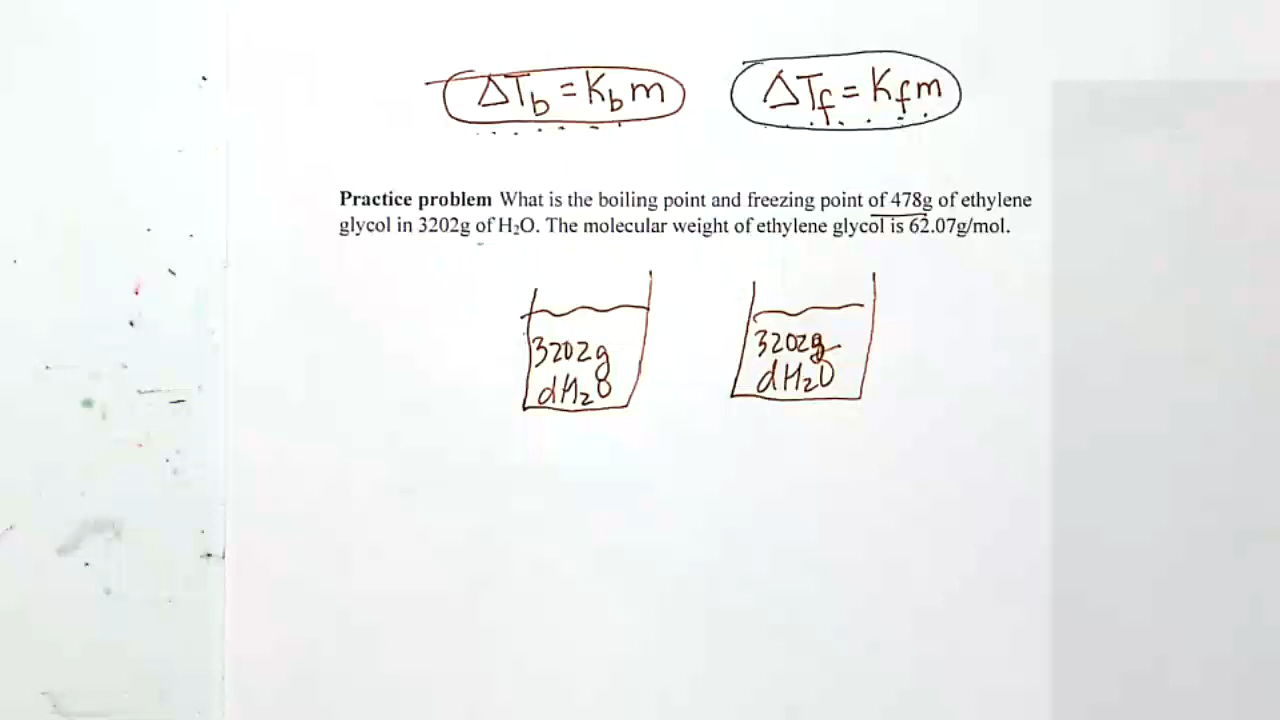 ΔTb = Kbm
ΔTf = Kfm
Practice problem What is the boiling point and freezing point of 478g of ethylene
glycol in 3202g of H₂O. The molecular weight of ethylene glycol is 62.07g/mol.
3202g
dH₂O
3202g
dH₂O